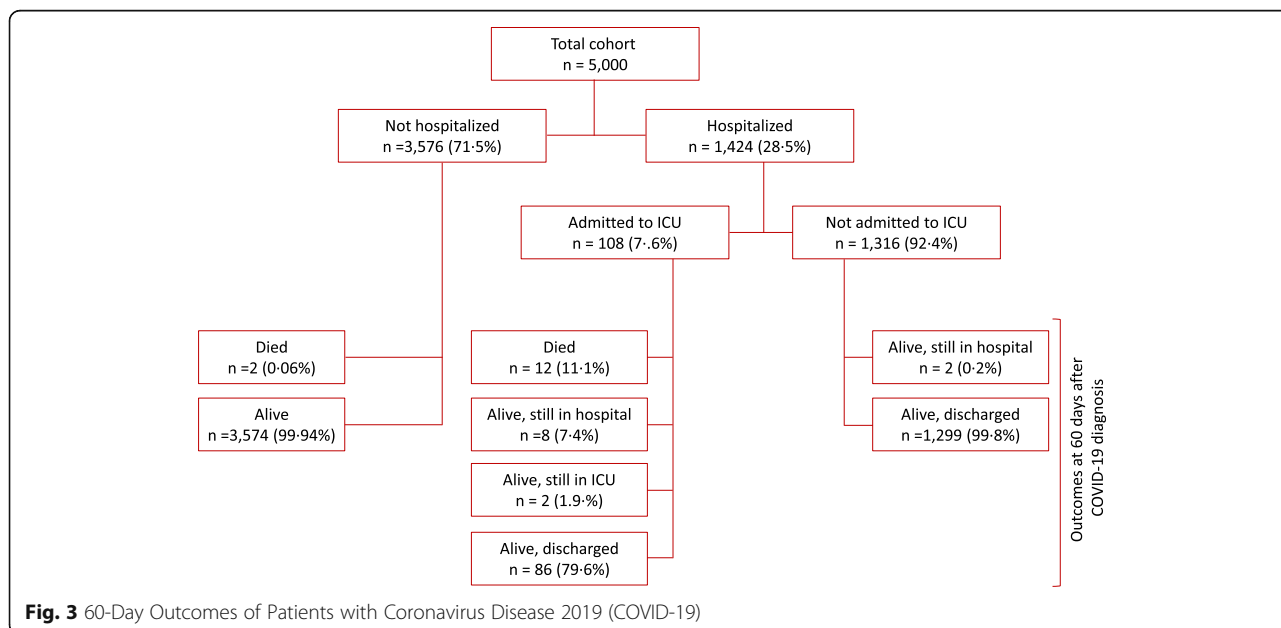 Total cohort
n = 5,000
Not hospitalized
n =3,576 (71·5%)
Hospitalized
n = 1,424 (28·5%)
Admitted to ICU
n = 108 (7·.6%)
Not admitted to ICU
n = 1,316 (92·4%)
Died
n =2 (0·06%)
Alive
n =3,574 (99·94%)
Died
n = 12 (11·1%)
Alive, still in hospital
n =8 (7·4%)
Alive, still in ICU
n = 2 (1.9·%)
Alive, discharged
n = 86 (79·6%)
Alive, still in hospital
n = 2 (0·2%)
Alive, discharged
n =1,299 (99·8%)
Outcomes at 60 days after
COVID-19 diagnosis
Fig. 3 60-Day Outcomes of Patients with Coronavirus Disease 2019 (COVID-19)